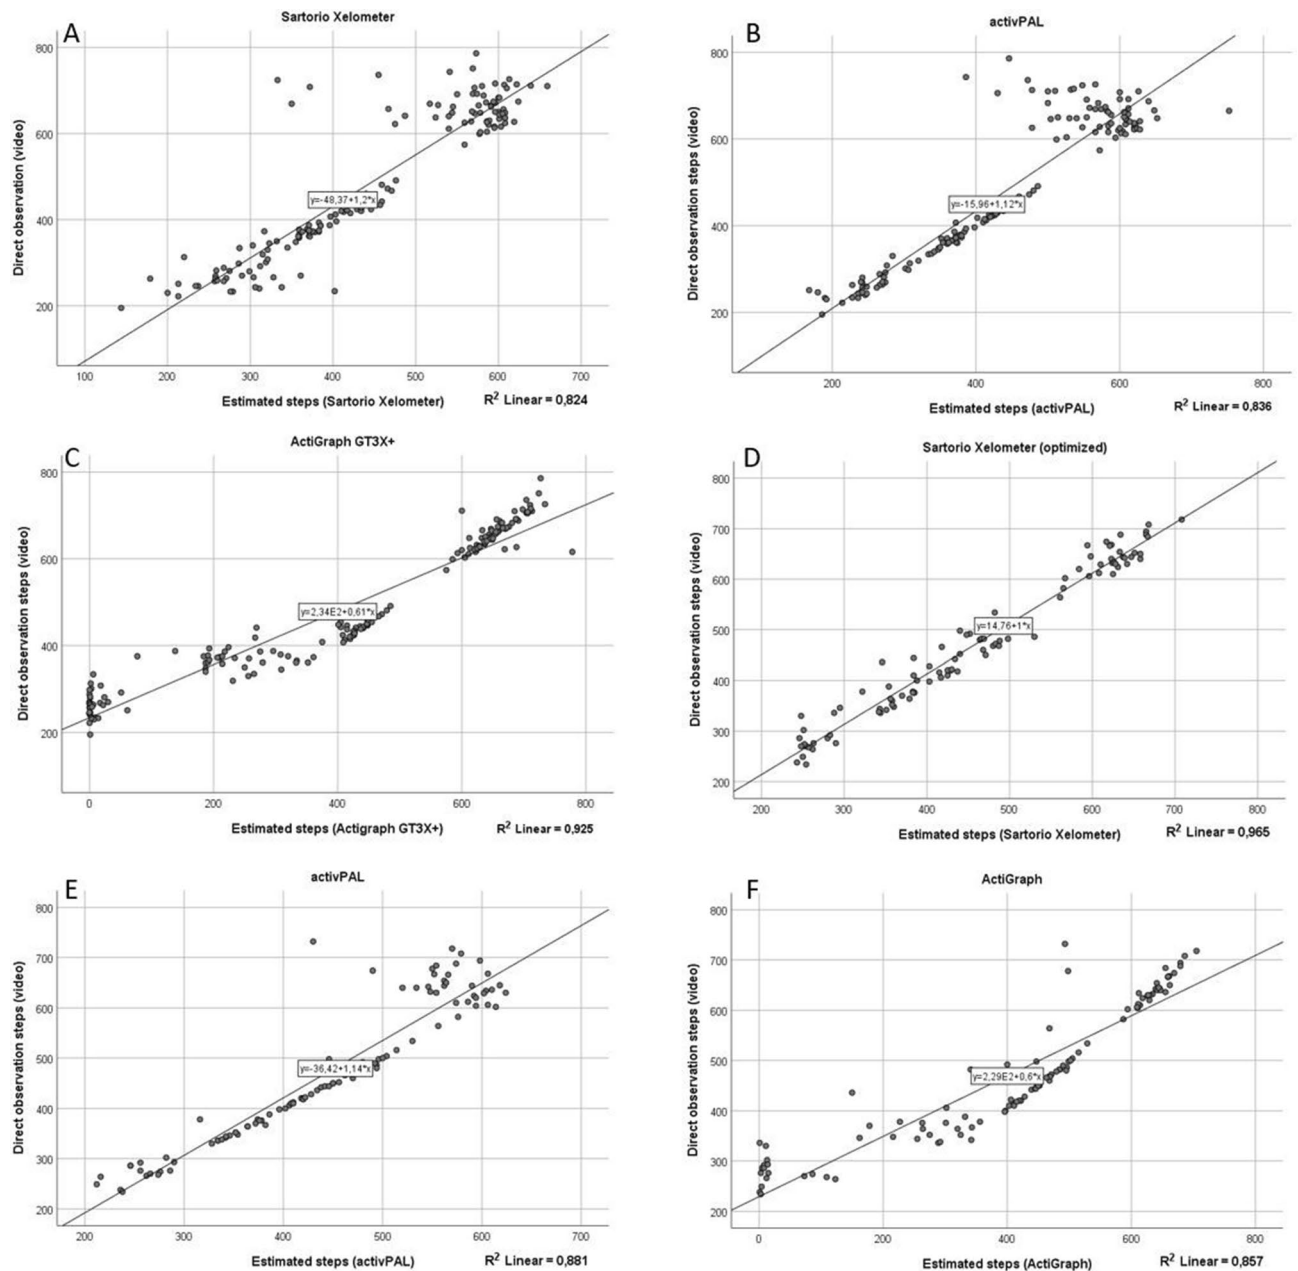 A
Sartorio Xelometer
Direct observation (video)
800
600
400
200
y=-48,37+1,2*x
100 200 300 400 500 600 700
Estimated steps (Sartorio Xelometer)
R² Linear = 0,824
B
activPAL
Direct observation steps (video)
800
600
400
200
y=-15,96+1,12*x
200 400 600 800
Estimated steps (activPAL)
R² Linear = 0,836
C
ActiGraph GT3X+
Direct observation steps (video)
800
600
400
200
y=2,34E2+0,61*x
0 200 400 600 800
Estimated steps (Actigraph GT3X+)
R² Linear = 0,925
D
Sartorio Xelometer (optimized)
Direct observation steps (video)
800
700
600
500
400
300
200
y=14,76+1*x
200 300 400 500 600 700 800
Estimated steps (Sartorio Xelometer)
R² Linear = 0,965
E
activPAL
Direct observation steps (video)
800
700
600
500
400
300
200
y=-36,42+1,14*x
200 300 400 500 600 700
Estimated steps (activPAL)
R² Linear = 0,881
F
ActiGraph
Direct observation steps (video)
800
700
600
500
400
300
200
y=2,29E2+0,6*x
0 200 400 600 800
Estimated steps (ActiGraph)
R² Linear = 0,857